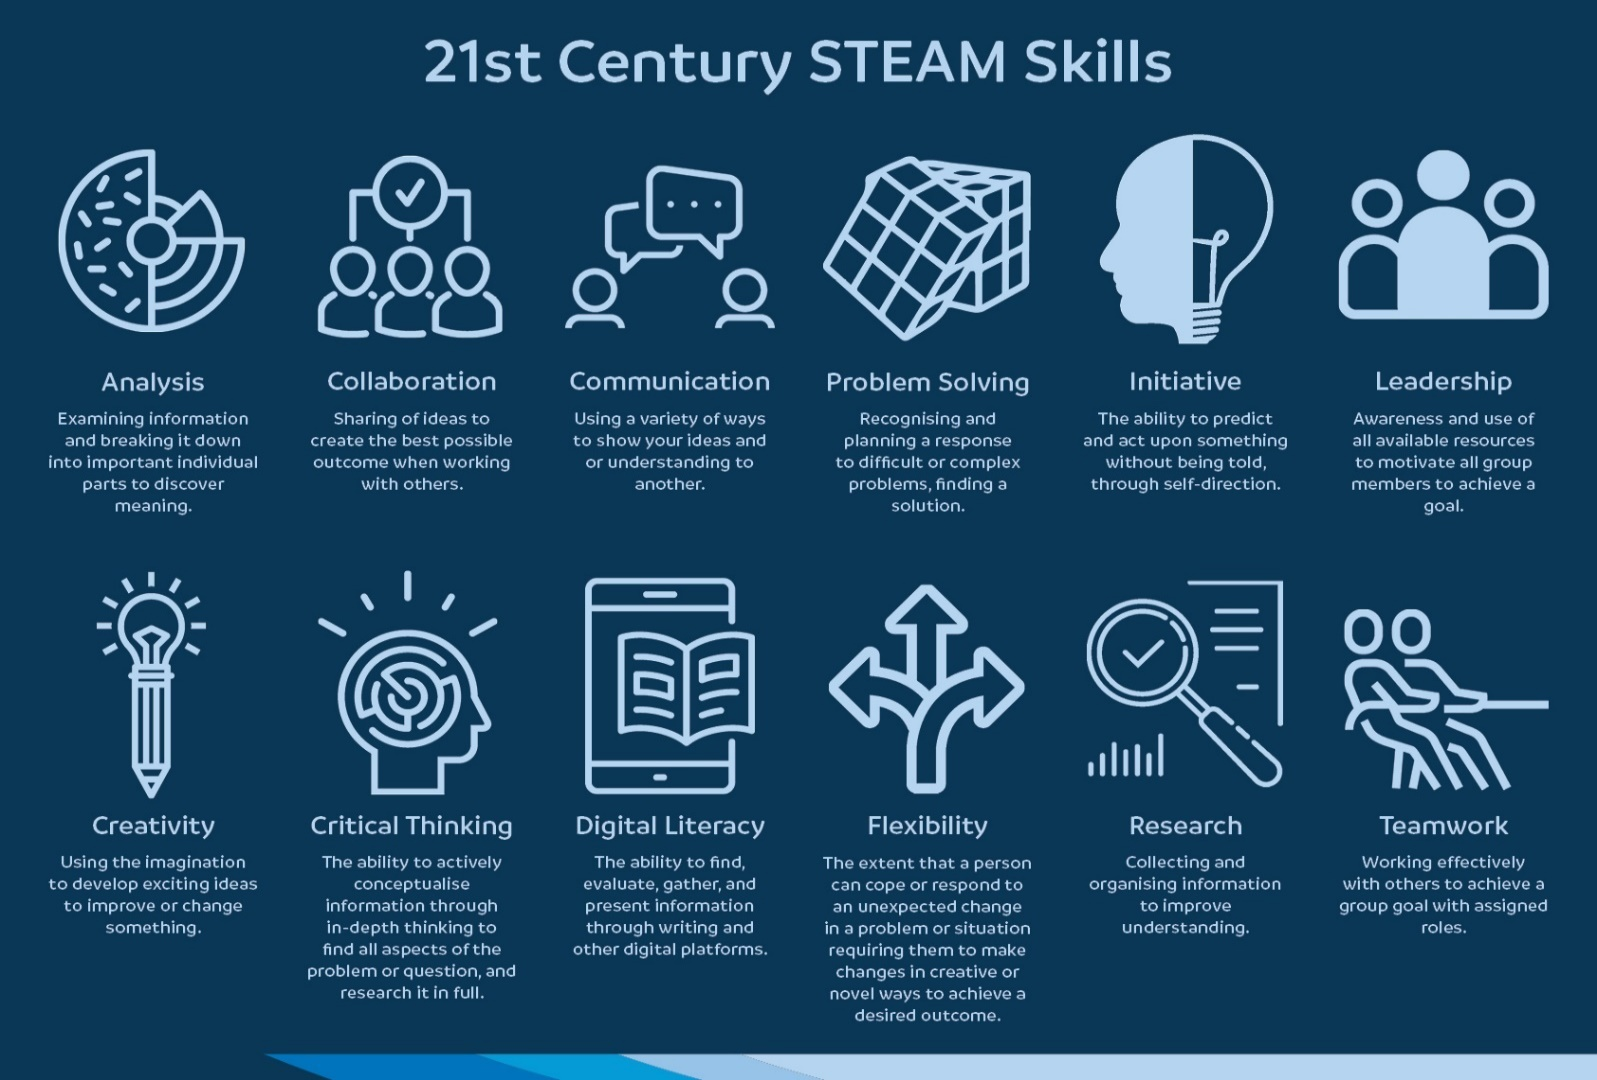 21st Century STEAM Skills
Analysis
Examining information
and breaking it down
into important individual
parts to discover
meaning.
Collaboration
Sharing of ideas to
create the best possible
outcome when working
with others.
Communication
Using a variety of ways
to show your ideas and
or understanding to
another.
Problem Solving
Recognising and
planning a response
to difficult or complex
problems, finding a
solution.
Initiative
The ability to predict
and act upon something
without being told,
through self-direction.
Leadership
Awareness and use of
all available resources
to motivate all group
members to achieve a
goal.
Creativity
Using the imagination
to develop exciting ideas
to improve or change
something.
Critical Thinking
The ability to actively
conceptualise
information through
in-depth thinking to
find all aspects of the
problem or question, and
research it in full.
Digital Literacy
The ability to find,
evaluate, gather, and
present information
through writing and
other digital platforms.
Flexibility
The extent that a person
can cope or respond to
an unexpected change
in a problem or situation
requiring them to make
changes in creative or
novel ways to achieve a
desired outcome.
Research
Collecting and
organising information
to improve
understanding.
Teamwork
Working effectively
with others to achieve a
group goal with assigned
roles.